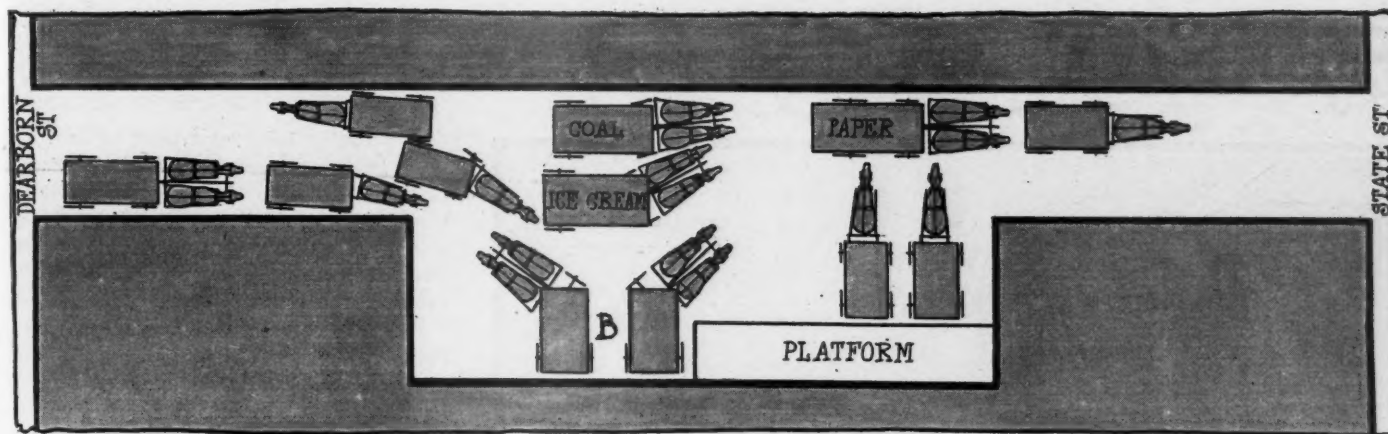 DEARBORN
ST
COAL
PAPER
ICE CREAM
B
PLATFORM
STATE ST